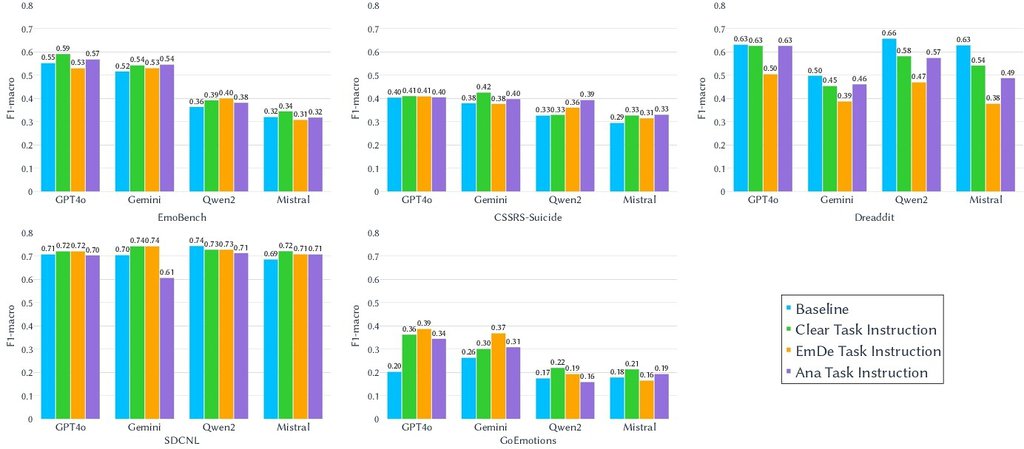 0.8
0.7
0.6
0.5
0.4
0.3
0.2
0.1
0
F1-macro
0.55 0.59 0.53 0.57
0.52 0.54 0.53 0.54
0.36 0.39 0.40 0.38
0.32 0.34 0.31 0.32
GPT4o Gemini Qwen2 Mistral
EmoBench
0.8
0.7
0.6
0.5
0.4
0.3
0.2
0.1
0
F1-macro
0.40 0.41 0.41 0.40
0.38 0.42 0.38 0.40
0.33 0.33 0.36 0.39
0.29 0.33 0.31 0.33
GPT4o Gemini Qwen2 Mistral
CSSRS-Suicide
0.8
0.7
0.6
0.5
0.4
0.3
0.2
0.1
0
F1-macro
0.63 0.63 0.50 0.63
0.50 0.45 0.39 0.46
0.66 0.58 0.47 0.57
0.63 0.54 0.38 0.49
GPT4o Gemini Qwen2 Mistral
Dreaddit
0.8
0.7
0.6
0.5
0.4
0.3
0.2
0.1
0
F1-macro
0.71 0.72 0.72 0.70
0.70 0.74 0.74 0.61
0.74 0.73 0.73 0.71
0.69 0.72 0.71 0.71
GPT4o Gemini Qwen2 Mistral
SDCNL
0.8
0.7
0.6
0.5
0.4
0.3
0.2
0.1
0
F1-macro
0.20 0.36 0.39 0.34
0.26 0.30 0.37 0.31
0.17 0.22 0.19 0.16
0.18 0.21 0.16 0.19
GPT4o Gemini Qwen2 Mistral
GoEmotions
Baseline
Clear Task Instruction
EmDe Task Instruction
Ana Task Instruction